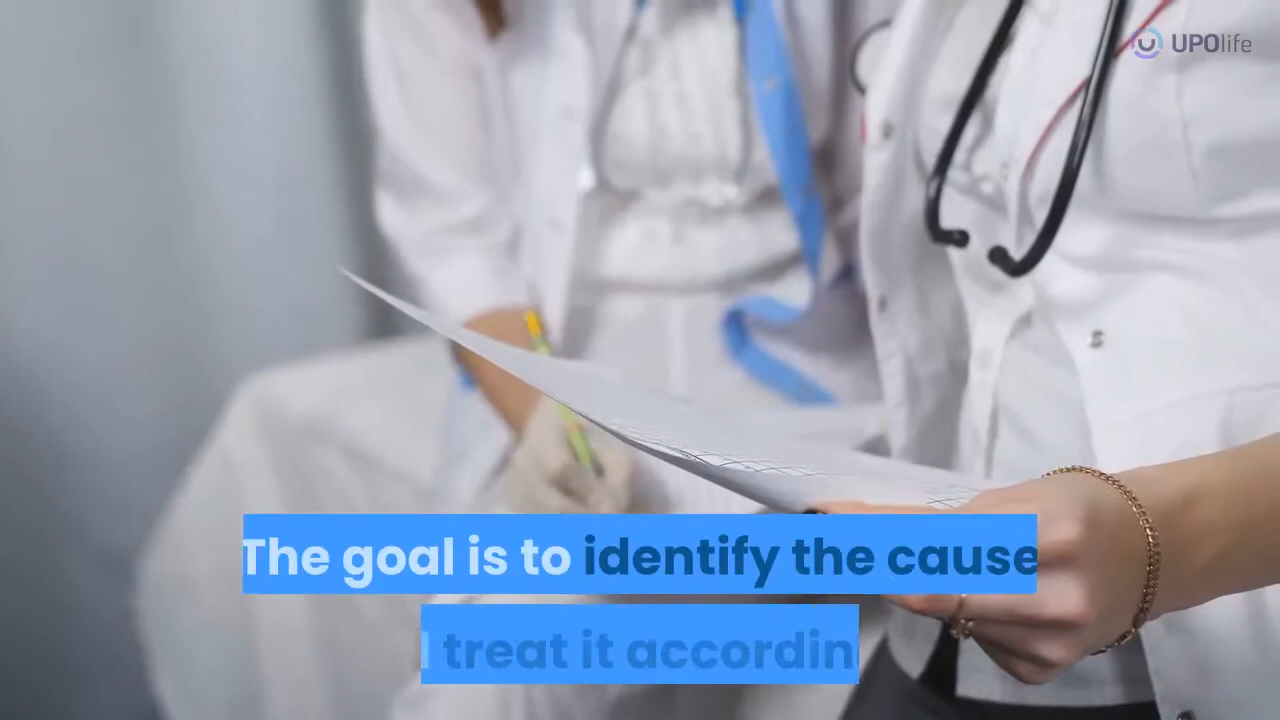 UPOlife
The goal is to identify the cause
treat it accordin